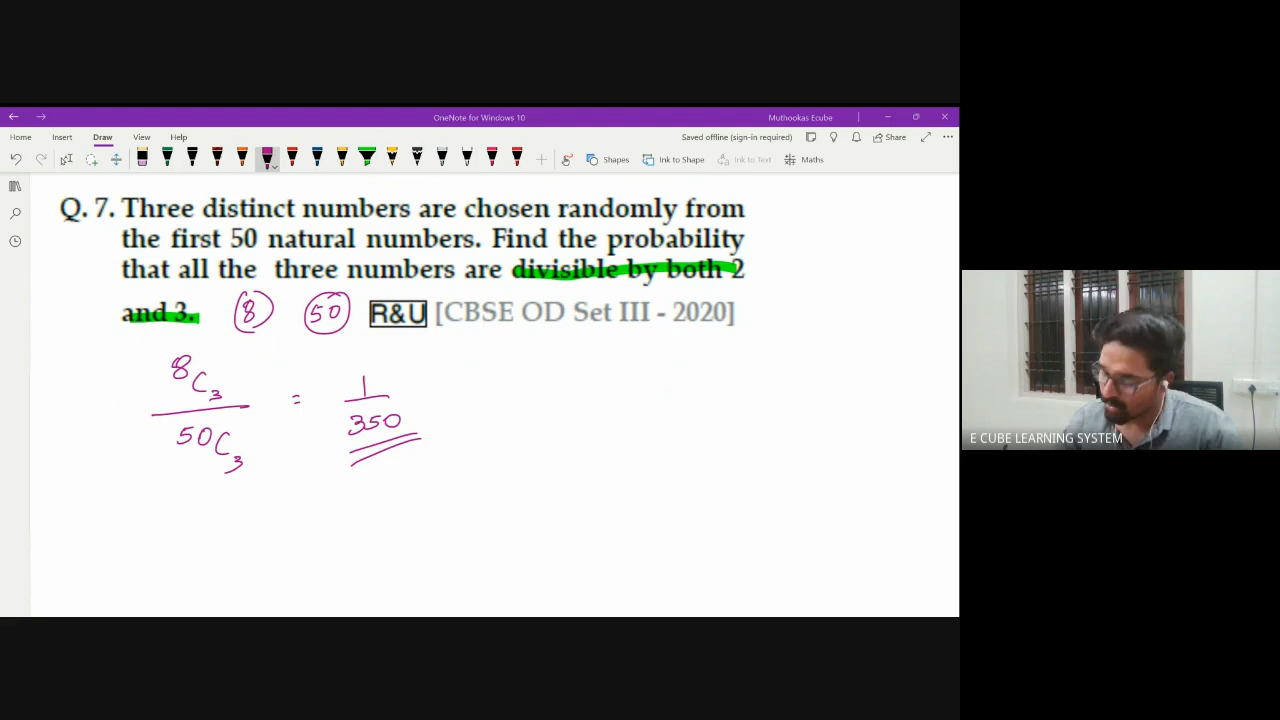 OneNote for Windows 10
Muthookas Ecube
Home Insert Draw View Help
Saved offline (sign-in required)
Share
Shapes
Ink to Shape
Ink to Text
Maths
Q. 7. Three distinct numbers are chosen randomly from
the first 50 natural numbers. Find the probability
that all the three numbers are divisible by both 2
and 3. 8 50 R&U [CBSE OD Set III - 2020]
8C3
50C3
=
1
350
E CUBE LEARNING SYSTEM